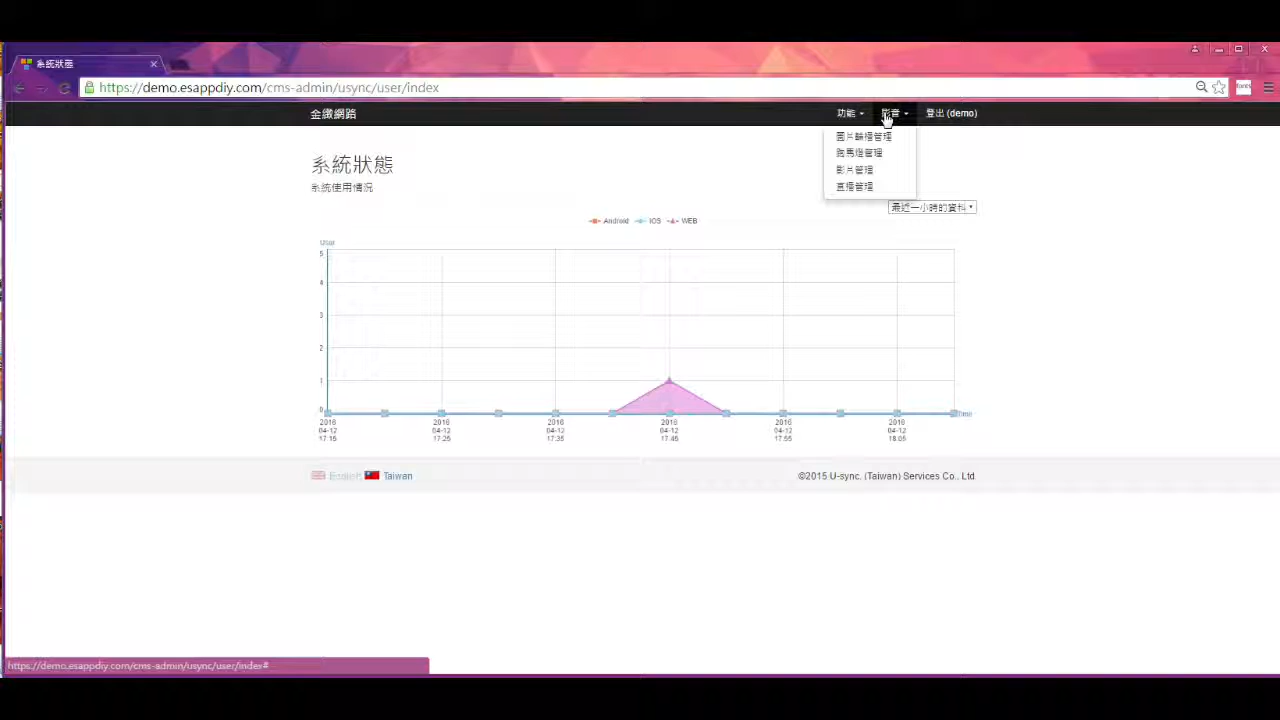 系統狀態
https://demo.esappdiy.com/cms-admin/usync/user/index
金緻網路
功能 影音 登出 (demo)
圖片輪播管理
跑馬燈管理
影片管理
直播管理
系統狀態
系統使用情況
最近一小時的資料
Android IOS WEB
User
5
4
3
2
1
0
Time
2016 04-12 17:15
2016 04-12 17:25
2016 04-12 17:35
2016 04-12 17:45
2016 04-12 17:55
2016 04-12 18:05
English Taiwan
©2015 U-sync. (Taiwan) Services Co., Ltd.
https://demo.esappdiy.com/cms-admin/usync/user/index#